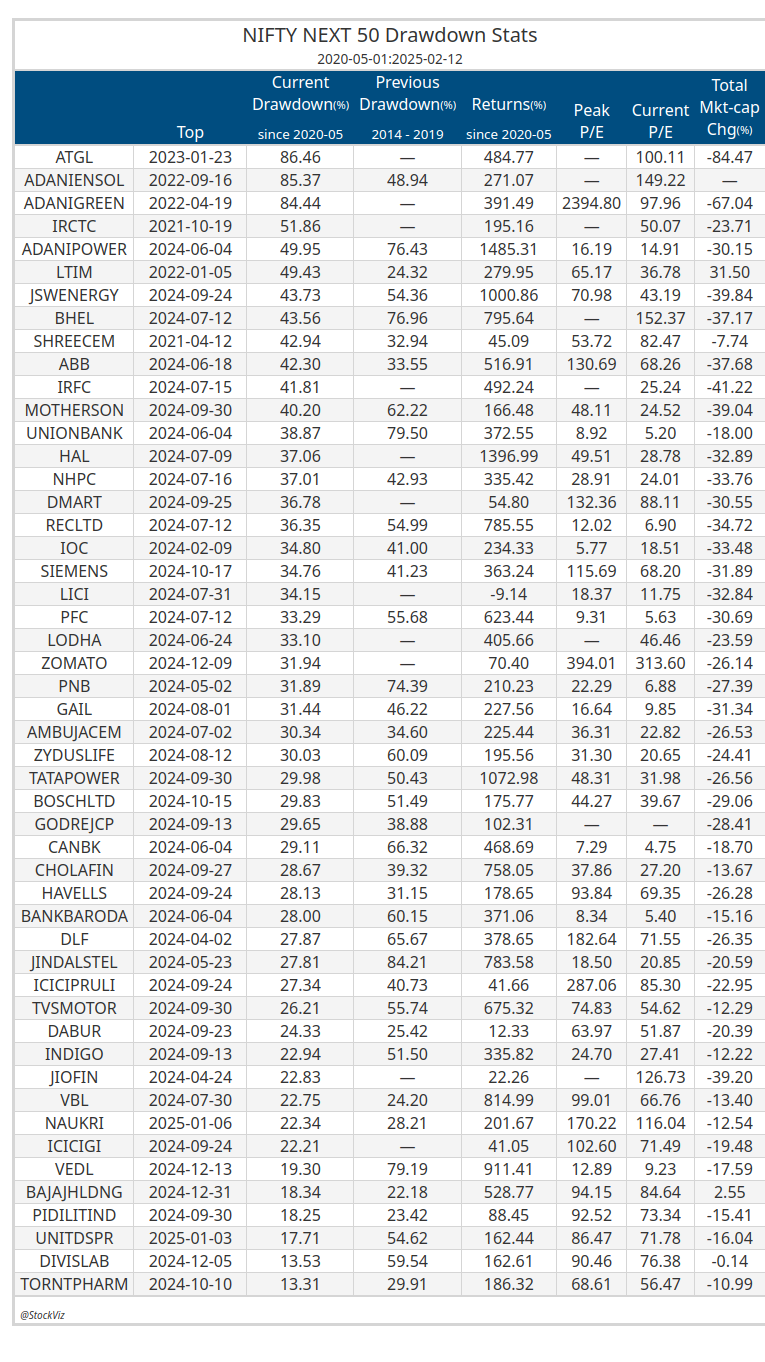 NIFTY NEXT 50 Drawdown Stats
2020-05-01:2025-02-12
Top Current Drawdown(%) since 2020-05 Previous Drawdown(%) 2014 - 2019 Returns(%) since 2020-05 Peak P/E Current P/E Total Mkt-cap Chg(%)
ATGL 2023-01-23 86.46 — 484.77 — 100.11 -84.47
ADANIENSOL 2022-09-16 85.37 48.94 271.07 — 149.22 —
ADANIGREEN 2022-04-19 84.44 — 391.49 2394.80 97.96 -67.04
IRCTC 2021-10-19 51.86 — 195.16 — 50.07 -23.71
ADANIPOWER 2024-06-04 49.95 76.43 1485.31 16.19 14.91 -30.15
LTIM 2022-01-05 49.43 24.32 279.95 65.17 36.78 31.50
JSWENERGY 2024-09-24 43.73 54.36 1000.86 70.98 43.19 -39.84
BHEL 2024-07-12 43.56 76.96 795.64 — 152.37 -37.17
SHREECEM 2021-04-12 42.94 32.94 45.09 53.72 82.47 -7.74
ABB 2024-06-18 42.30 33.55 516.91 130.69 68.26 -37.68
IRFC 2024-07-15 41.81 — 492.24 — 25.24 -41.22
MOTHERSON 2024-09-30 40.20 62.22 166.48 48.11 24.52 -39.04
UNIONBANK 2024-06-04 38.87 79.50 372.55 8.92 5.20 -18.00
HAL 2024-07-09 37.06 — 1396.99 49.51 28.78 -32.89
NHPC 2024-07-16 37.01 42.93 335.42 28.91 24.01 -33.76
DMART 2024-09-25 36.78 — 54.80 132.36 88.11 -30.55
RECLTD 2024-07-12 36.35 54.99 785.55 12.02 6.90 -34.72
IOC 2024-02-09 34.80 41.00 234.33 5.77 18.51 -33.48
SIEMENS 2024-10-17 34.76 41.23 363.24 115.69 68.20 -31.89
LICI 2024-07-31 34.15 — -9.14 18.37 11.75 -32.84
PFC 2024-07-12 33.29 55.68 623.44 9.31 5.63 -30.69
LODHA 2024-06-24 33.10 — 405.66 — 46.46 -23.59
ZOMATO 2024-12-09 31.94 — 70.40 394.01 313.60 -26.14
PNB 2024-05-02 31.89 74.39 210.23 22.29 6.88 -27.39
GAIL 2024-08-01 31.44 46.22 227.56 16.64 9.85 -31.34
AMBUJACEM 2024-07-02 30.34 34.60 225.44 36.31 22.82 -26.53
ZYDUSLIFE 2024-08-12 30.03 60.09 195.56 31.30 20.65 -24.41
TATAPOWER 2024-09-30 29.98 50.43 1072.98 48.31 31.98 -26.56
BOSCHLTD 2024-10-15 29.83 51.49 175.77 44.27 39.67 -29.06
GODREJCP 2024-09-13 29.65 38.88 102.31 — — -28.41
CANBK 2024-06-04 29.11 66.32 468.69 7.29 4.75 -18.70
CHOLAFIN 2024-09-27 28.67 39.32 758.05 37.86 27.20 -13.67
HAVELLS 2024-09-24 28.13 31.15 178.65 93.84 69.35 -26.28
BANKBARODA 2024-06-04 28.00 60.15 371.06 8.34 5.40 -15.16
DLF 2024-04-02 27.87 65.67 378.65 182.64 71.55 -26.35
JINDALSTEL 2024-05-23 27.81 84.21 783.58 18.50 20.85 -20.59
ICICIPRULI 2024-09-24 27.34 40.73 41.66 287.06 85.30 -22.95
TVSMOTOR 2024-09-30 26.21 55.74 675.32 74.83 54.62 -12.29
DABUR 2024-09-23 24.33 25.42 12.33 63.97 51.87 -20.39
INDIGO 2024-09-13 22.94 51.50 335.82 24.70 27.41 -12.22
JIOFIN 2024-04-24 22.83 — 22.26 — 126.73 -39.20
VBL 2024-07-30 22.75 24.20 814.99 99.01 66.76 -13.40
NAUKRI 2025-01-06 22.34 28.21 201.67 170.22 116.04 -12.54
ICICIGI 2024-09-24 22.21 — 41.05 102.60 71.49 -19.48
VEDL 2024-12-13 19.30 79.19 911.41 12.89 9.23 -17.59
BAJAJHLDNG 2024-12-31 18.34 22.18 528.77 94.15 84.64 2.55
PIDILITIND 2024-09-30 18.25 23.42 88.45 92.52 73.34 -15.41
UNITDSPR 2025-01-03 17.71 54.62 162.44 86.47 71.78 -16.04
DIVISLAB 2024-12-05 13.53 59.54 162.61 90.46 76.38 -0.14
TORNTPHARM 2024-10-10 13.31 29.91 186.32 68.61 56.47 -10.99
@StockViz